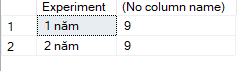 Experiment (No column name)
1 1 năm 9
2 2 năm 9